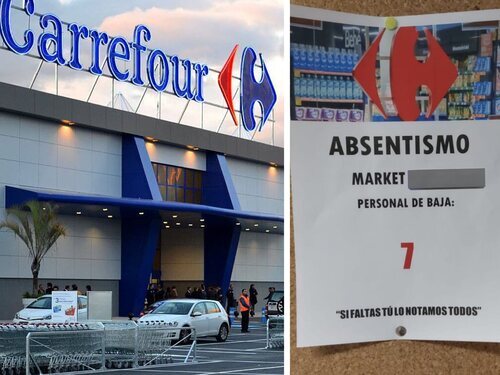 Carrefour
ABSENTISMO
MARKET
PERSONAL DE BAJA:
7
"SI FALTAS TÚ LO NOTAMOS TODOS"